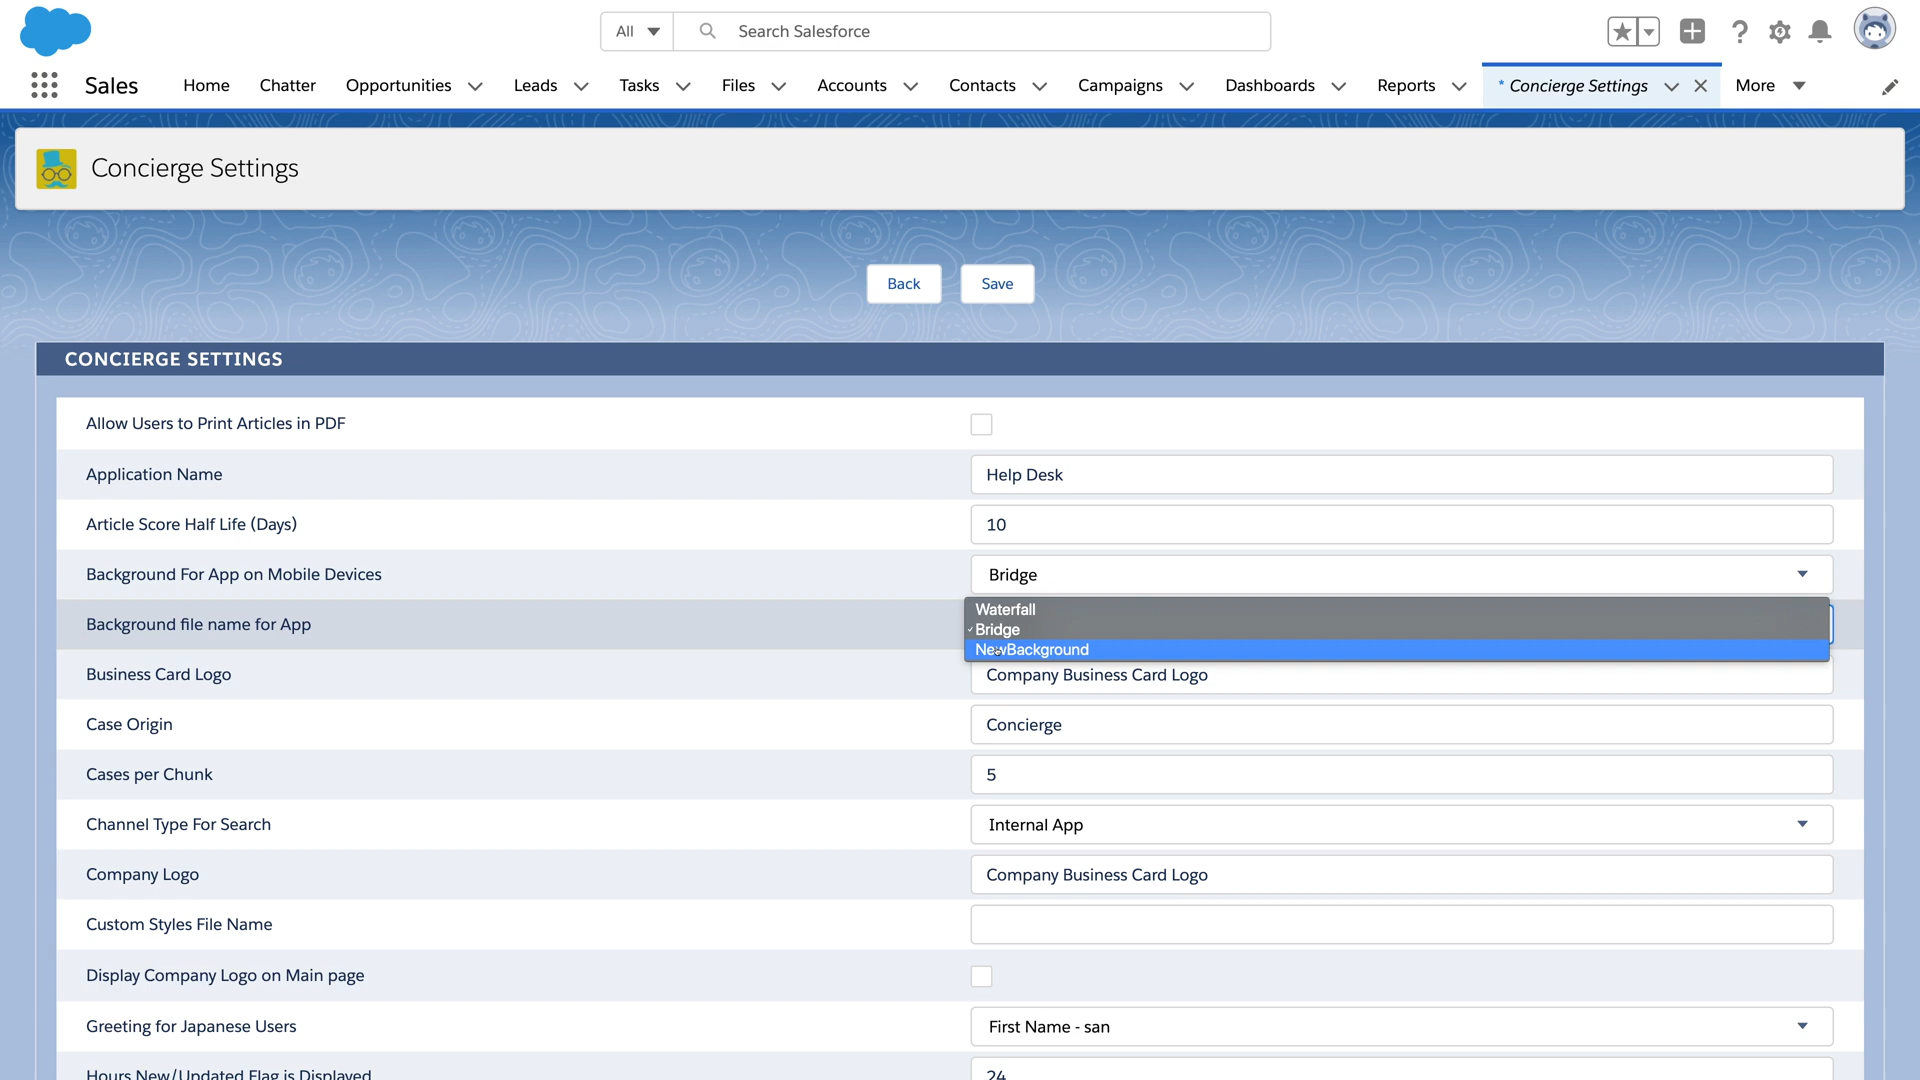 All
Search Salesforce
Sales
Home
Chatter
Opportunities
Leads
Tasks
Files
Accounts
Contacts
Campaigns
Dashboards
Reports
* Concierge Settings
More
Concierge Settings
Back
Save
CONCIERGE SETTINGS
Allow Users to Print Articles in PDF
Application Name
Help Desk
Article Score Half Life (Days)
10
Background For App on Mobile Devices
Bridge
Background file name for App
Waterfall
Bridge
NewBackground
Business Card Logo
Company Business Card Logo
Case Origin
Concierge
Cases per Chunk
5
Channel Type For Search
Internal App
Company Logo
Company Business Card Logo
Custom Styles File Name
Display Company Logo on Main page
Greeting for Japanese Users
First Name - san
Hours New/Updated Flag is Displayed
24